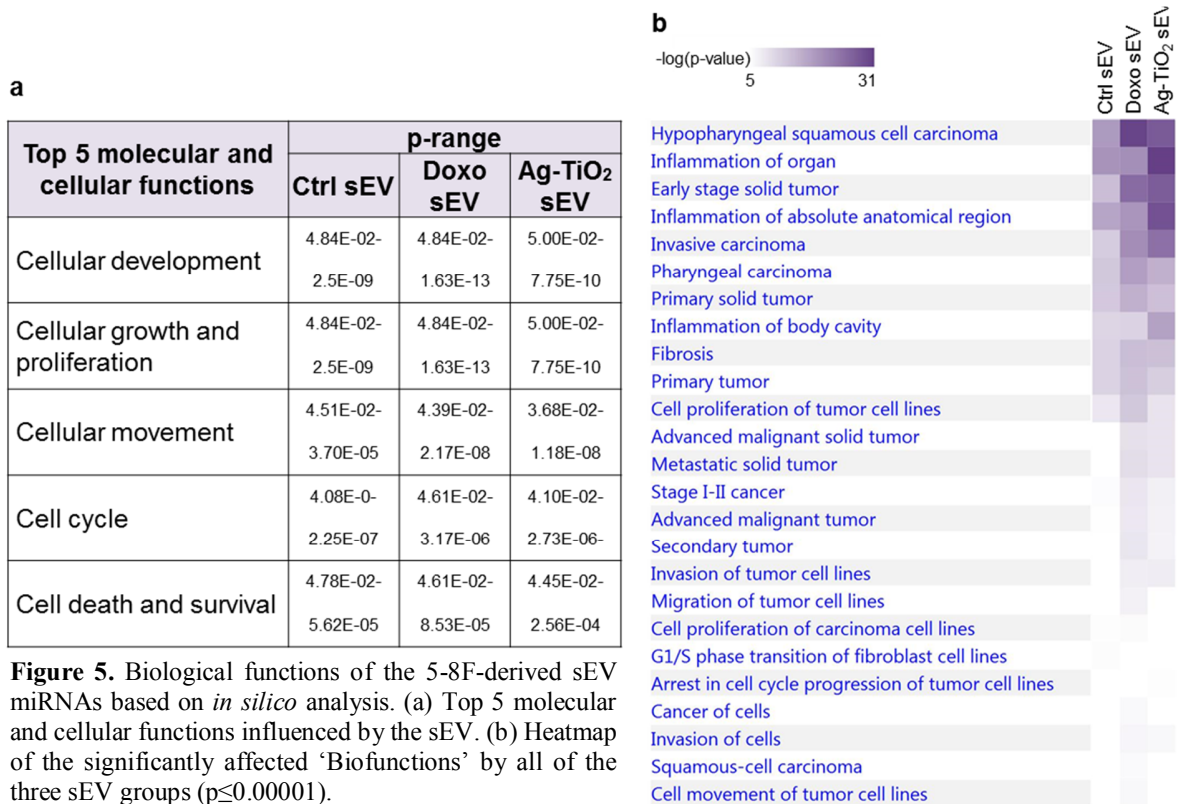 a
Top 5 molecular and
cellular functions
p-range
Ctrl sEV
Doxo
sEV
Ag-TiO₂
sEV
Cellular development
4.84E-02-
2.5E-09
4.84E-02-
1.63E-13
5.00E-02-
7.75E-10
Cellular growth and
proliferation
4.84E-02-
2.5E-09
4.84E-02-
1.63E-13
5.00E-02-
7.75E-10
Cellular movement
4.51E-02-
3.70E-05
4.39E-02-
2.17E-08
3.68E-02-
1.18E-08
Cell cycle
4.08E-0-
2.25E-07
4.61E-02-
3.17E-06
4.10E-02-
2.73E-06-
Cell death and survival
4.78E-02-
5.62E-05
4.61E-02-
8.53E-05
4.45E-02-
2.56E-04
Figure 5. Biological functions of the 5-8F-derived sEV
miRNAs based on in silico analysis. (a) Top 5 molecular
and cellular functions influenced by the sEV. (b) Heatmap
of the significantly affected ‘Biofunctions’ by all of the
three sEV groups (p≤0.00001).
b
-log(p-value)
5 31
Ctrl sEV
Doxo sEV
Ag-TiO₂ sEV
Hypopharyngeal squamous cell carcinoma
Inflammation of organ
Early stage solid tumor
Inflammation of absolute anatomical region
Invasive carcinoma
Pharyngeal carcinoma
Primary solid tumor
Inflammation of body cavity
Fibrosis
Primary tumor
Cell proliferation of tumor cell lines
Advanced malignant solid tumor
Metastatic solid tumor
Stage I-II cancer
Advanced malignant tumor
Secondary tumor
Invasion of tumor cell lines
Migration of tumor cell lines
Cell proliferation of carcinoma cell lines
G1/S phase transition of fibroblast cell lines
Arrest in cell cycle progression of tumor cell lines
Cancer of cells
Invasion of cells
Squamous-cell carcinoma
Cell movement of tumor cell lines